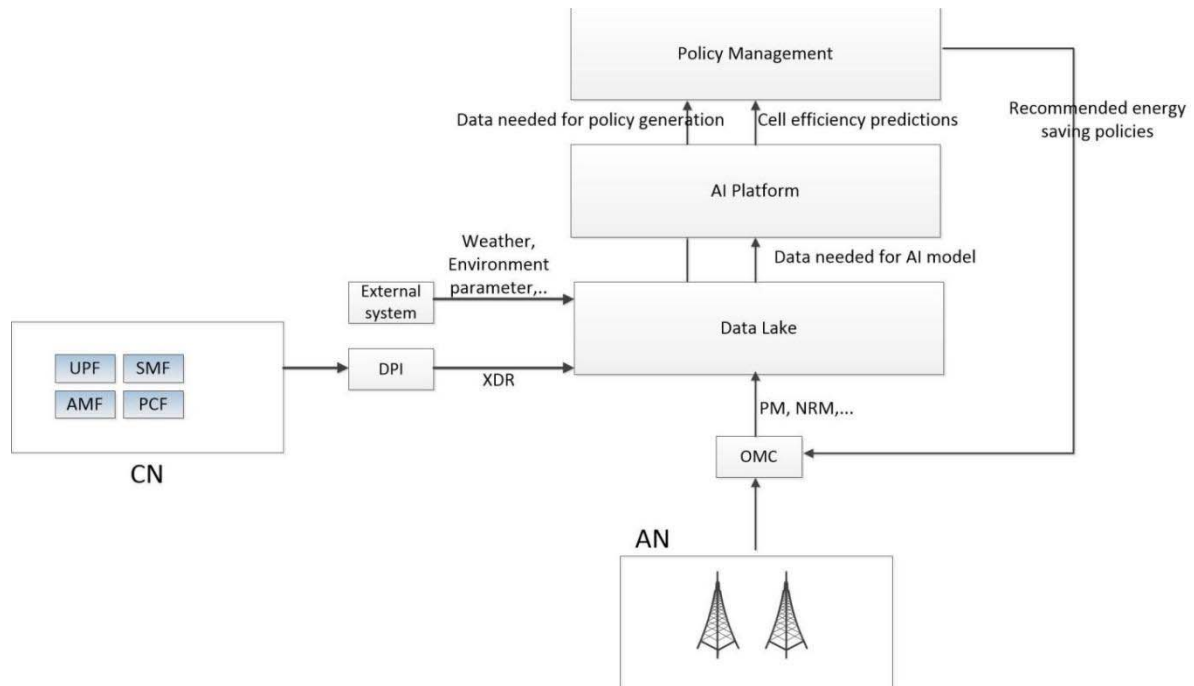 Policy Management
Data needed for policy generation
Cell efficiency predictions
Recommended energy
saving policies
AI Platform
Weather,
Environment
parameter,..
Data needed for AI model
External
system
Data Lake
UPF
SMF
DPI
XDR
AMF
PCF
PM, NRM,...
CN
OMC
AN